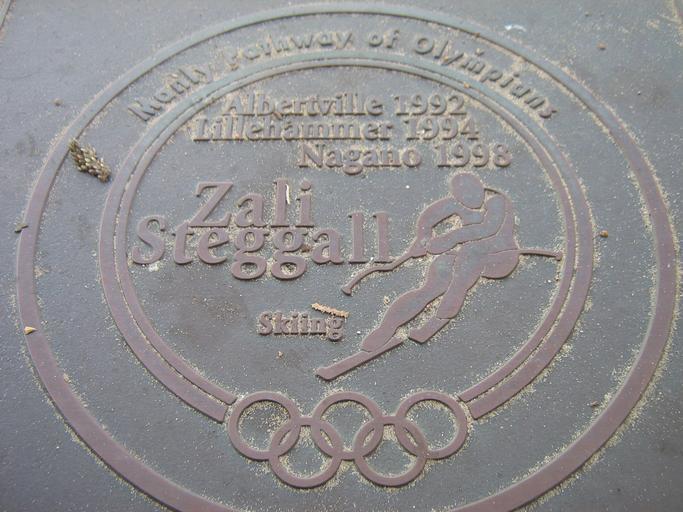 Manly Pathway of Olympians
Albertville 1992
Lillehammer 1994
Nagano 1998
Zali
Steggall
Skiing